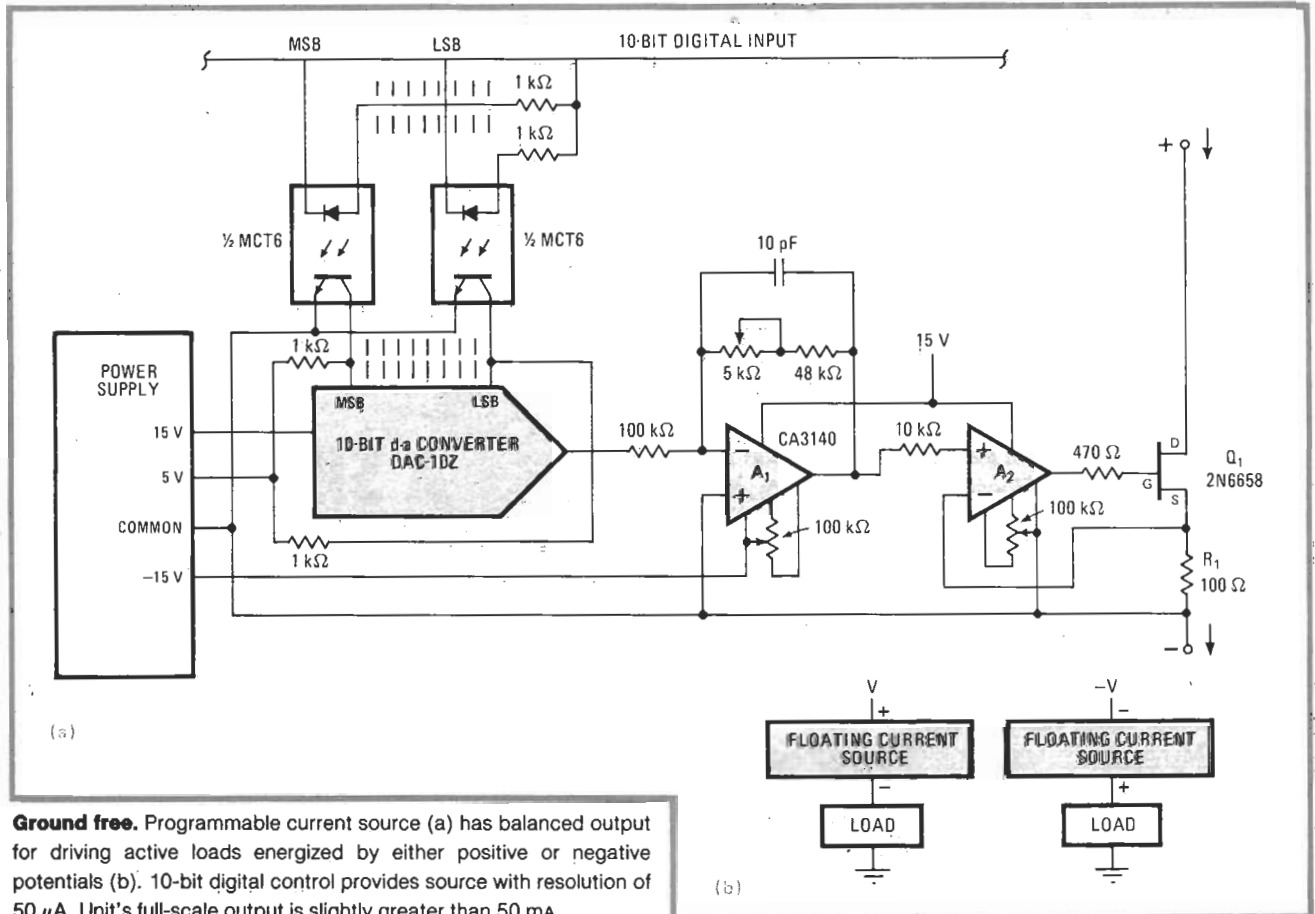 MSB LSB 10-BIT DIGITAL INPUT
1 kΩ
1 kΩ
½ MCT6
½ MCT6
10 pF
15 V
5 kΩ 48 kΩ
1 kΩ
POWER
SUPPLY
MSB LSB
10-BIT d-a CONVERTER
DAC-1DZ
15 V
5 V
COMMON
-15 V
1 kΩ
100 kΩ
CA3140
A1
100 kΩ
10 kΩ
A2
470 Ω
100 kΩ
+
D
G
S
Q1
2N6658
R1
100 Ω
−
(a)
V
+
FLOATING CURRENT
SOURCE
−
LOAD
-V
−
FLOATING CURRENT
SOURCE
+
LOAD
(b)
Ground free. Programmable current source (a) has balanced output
for driving active loads energized by either positive or negative
potentials (b). 10-bit digital control provides source with resolution of
50 μA. Unit's full-scale output is slightly greater than 50 mA.